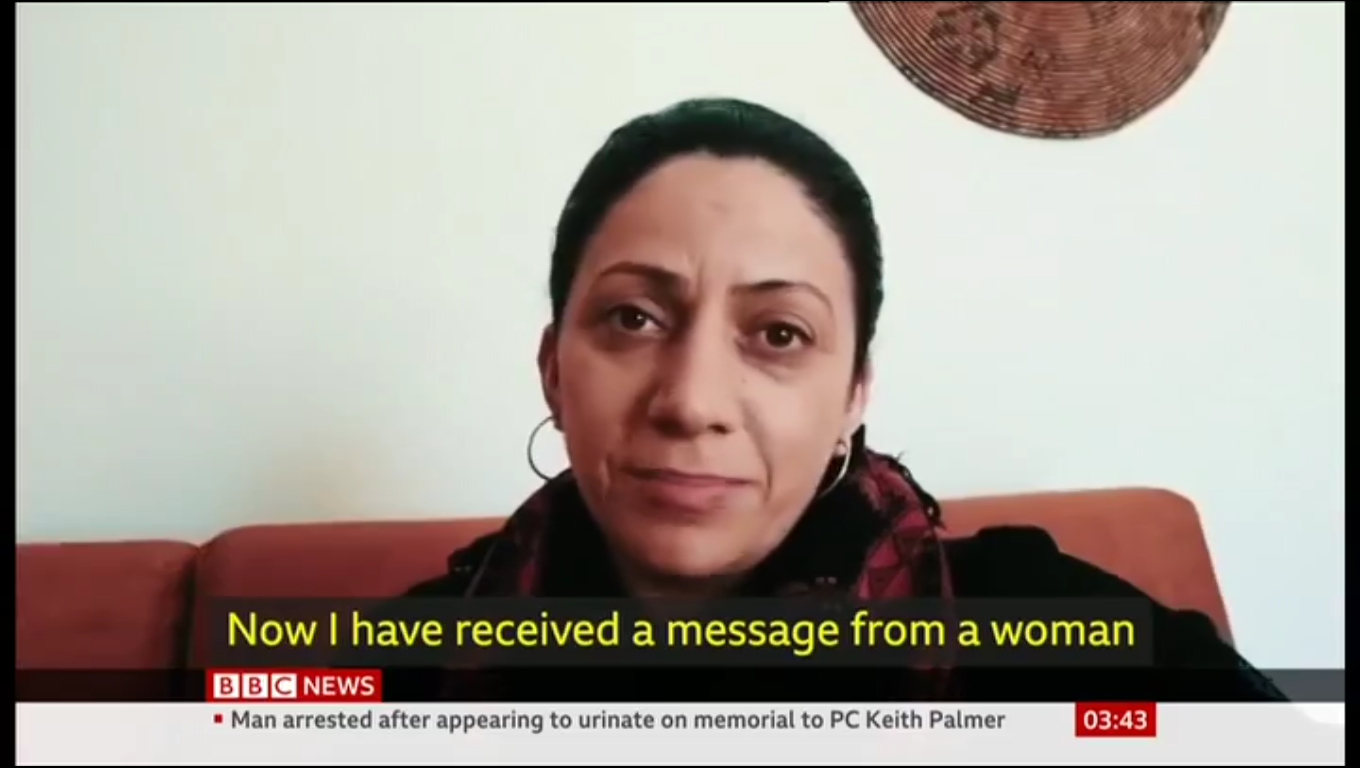 Now I have received a message from a woman
BBC NEWS
Man arrested after appearing to urinate on memorial to PC Keith Palmer
03:43